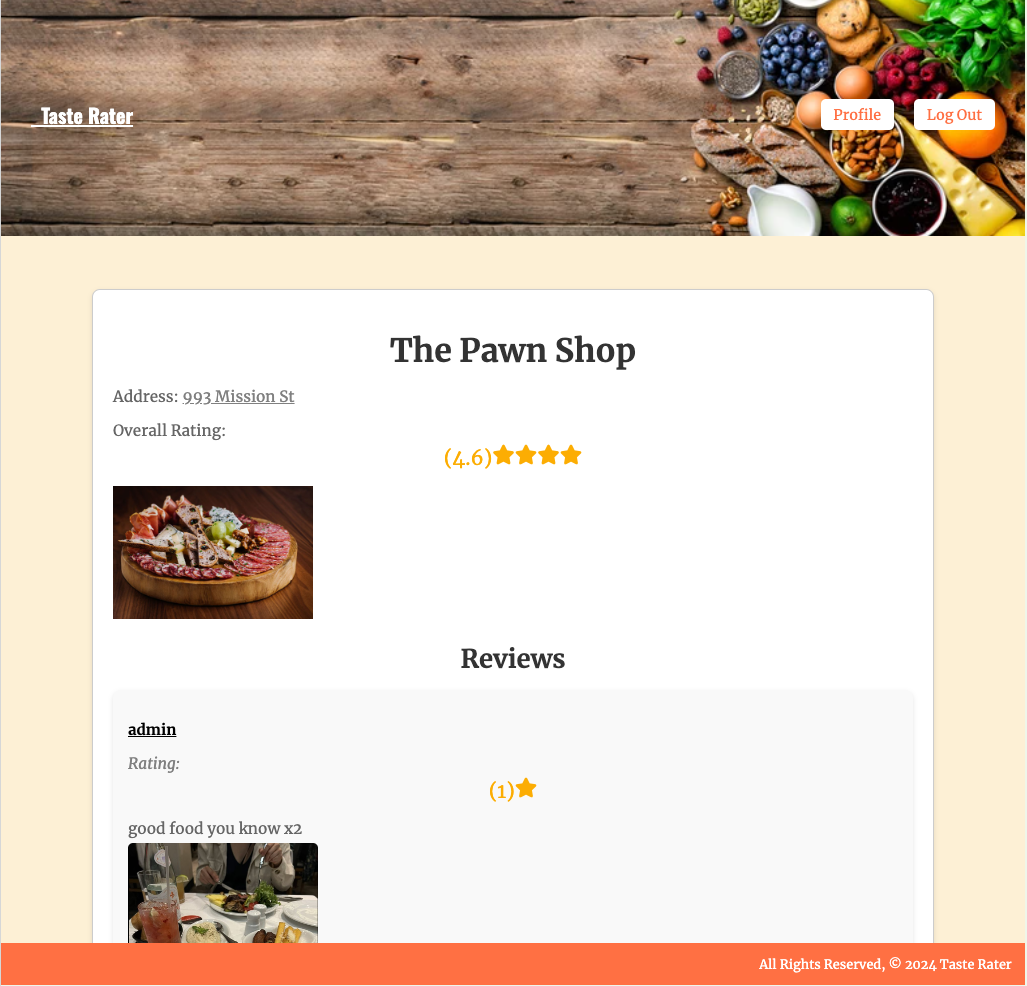 Taste Rater
Profile
Log Out
The Pawn Shop
Address: 993 Mission St
Overall Rating:
(4.6)
Reviews
admin
Rating:
(1)
good food you know x2
All Rights Reserved, © 2024 Taste Rater